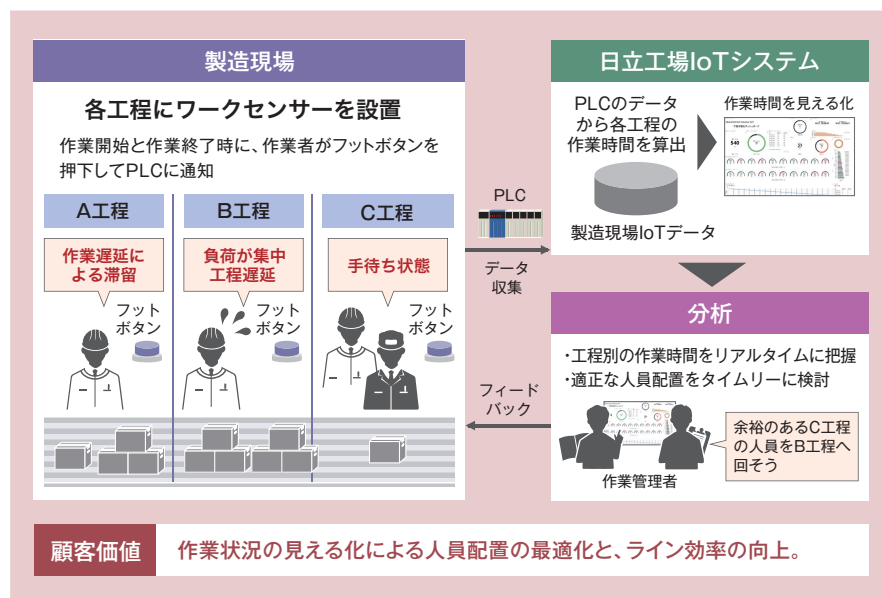 製造現場
各工程にワークセンサーを設置
作業開始と作業終了時に、作業者がフットボタンを
押下してPLCに通知
A工程
B工程
C工程
作業遅延に
よる滞留
負荷が集中
工程遅延
手待ち状態
フット
ボタン
フット
ボタン
フット
ボタン
PLC
データ
収集
フィード
バック
日立工場IoTシステム
PLCのデータ
から各工程の
作業時間を算出
製造現場IoTデータ
作業時間を見える化
540
分析
・工程別の作業時間をリアルタイムに把握
・適正な人員配置をタイムリーに検討
作業管理者
余裕のあるC工程
の人員をB工程へ
回そう
顧客価値
作業状況の見える化による人員配置の最適化と、ライン効率の向上。